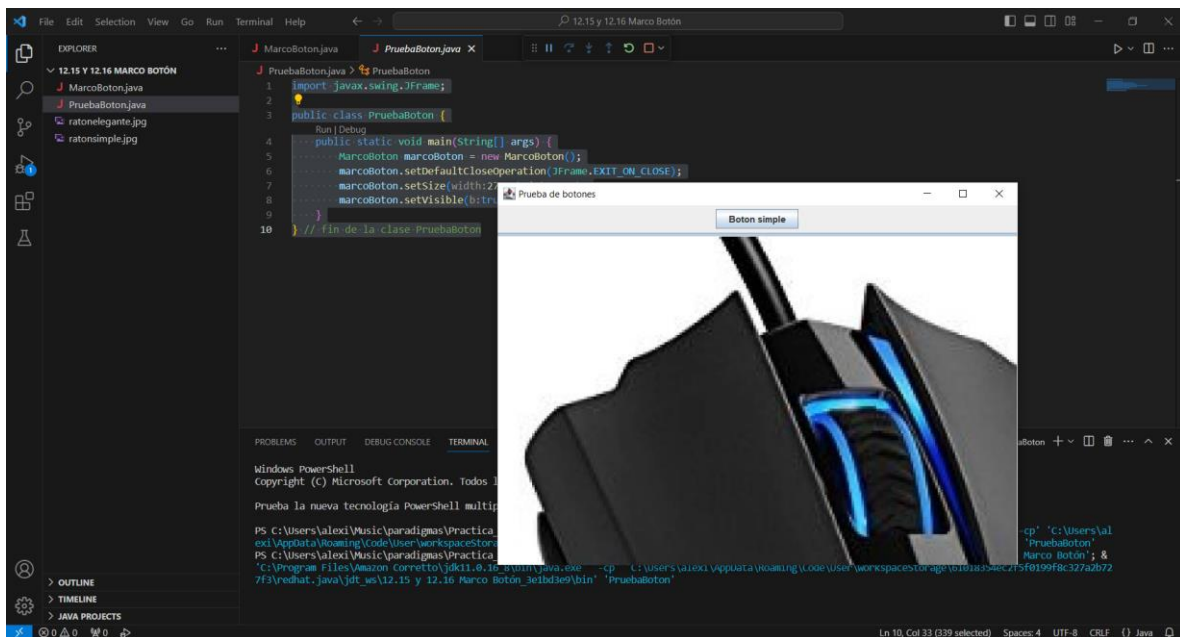 File Edit Selection View Go Run Terminal Help
12.15 y 12.16 Marco Botón
EXPLORER
12.15 Y 12.16 MARCO BOTÓN
MarcoBoton.java
PruebaBoton.java
ratonelegante.jpg
ratonsimple.jpg
OUTLINE
TIMELINE
JAVA PROJECTS
MarcoBoton.java PruebaBoton.java
PruebaBoton.java > PruebaBoton
1 import javax.swing.JFrame;
2
3 public class PruebaBoton {
Run | Debug
4 public static void main(String[] args) {
5 MarcoBoton marcoBoton = new MarcoBoton();
6 marcoBoton.setDefaultCloseOperation(JFrame.EXIT_ON_CLOSE);
7 marcoBoton.setSize(width:27
8 marcoBoton.setVisible(b:tru
9 }
10 } // fin de la clase PruebaBoton
Prueba de botones
Boton simple
PROBLEMS OUTPUT DEBUG CONSOLE TERMINAL
Windows PowerShell
Copyright (C) Microsoft Corporation. Todos l
Prueba la nueva tecnología PowerShell multip
PS C:\Users\alexi\Music\paradigmas\Practica_ -cp' 'C:\Users\al
exi\AppData\Roaming\Code\User\workspaceStora 'PruebaBoton'
PS C:\Users\alexi\Music\paradigmas\Practica_ Marco Botón'; &
'C:\Program Files\Amazon Corretto\jdk11.0.16_8\bin\java.exe'
7f3\redhat.java\jdt_ws\12.15 y 12.16 Marco Botón_3e1bd3e9\bin' 'PruebaBoton'
Ln 10, Col 33 (339 selected) Spaces: 4 UTF-8 CRLF {} Java